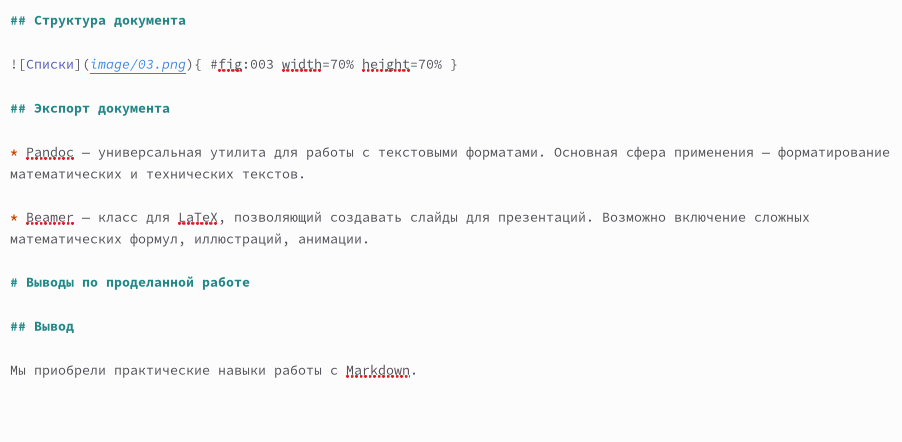 ## Структура документа
![Списки](image/03.png){ #fig:003 width=70% height=70% }
## Экспорт документа
* Pandoc — универсальная утилита для работы с текстовыми форматами. Основная сфера применения — форматирование
математических и технических текстов.
* Beamer — класс для LaTeX, позволяющий создавать слайды для презентаций. Возможно включение сложных
математических формул, иллюстраций, анимации.
# Выводы по проделанной работе
## Вывод
Мы приобрели практические навыки работы с Markdown.